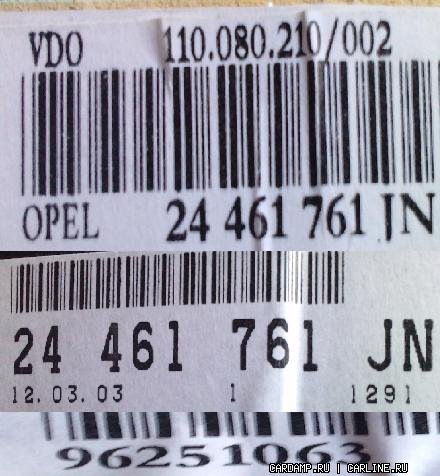 VDO 110.080.210/002
OPEL 24 461 761 JN
24 461 761 JN
12.03.03 1 1291
96251063
CARDAMP.RU | CARLINE.RU